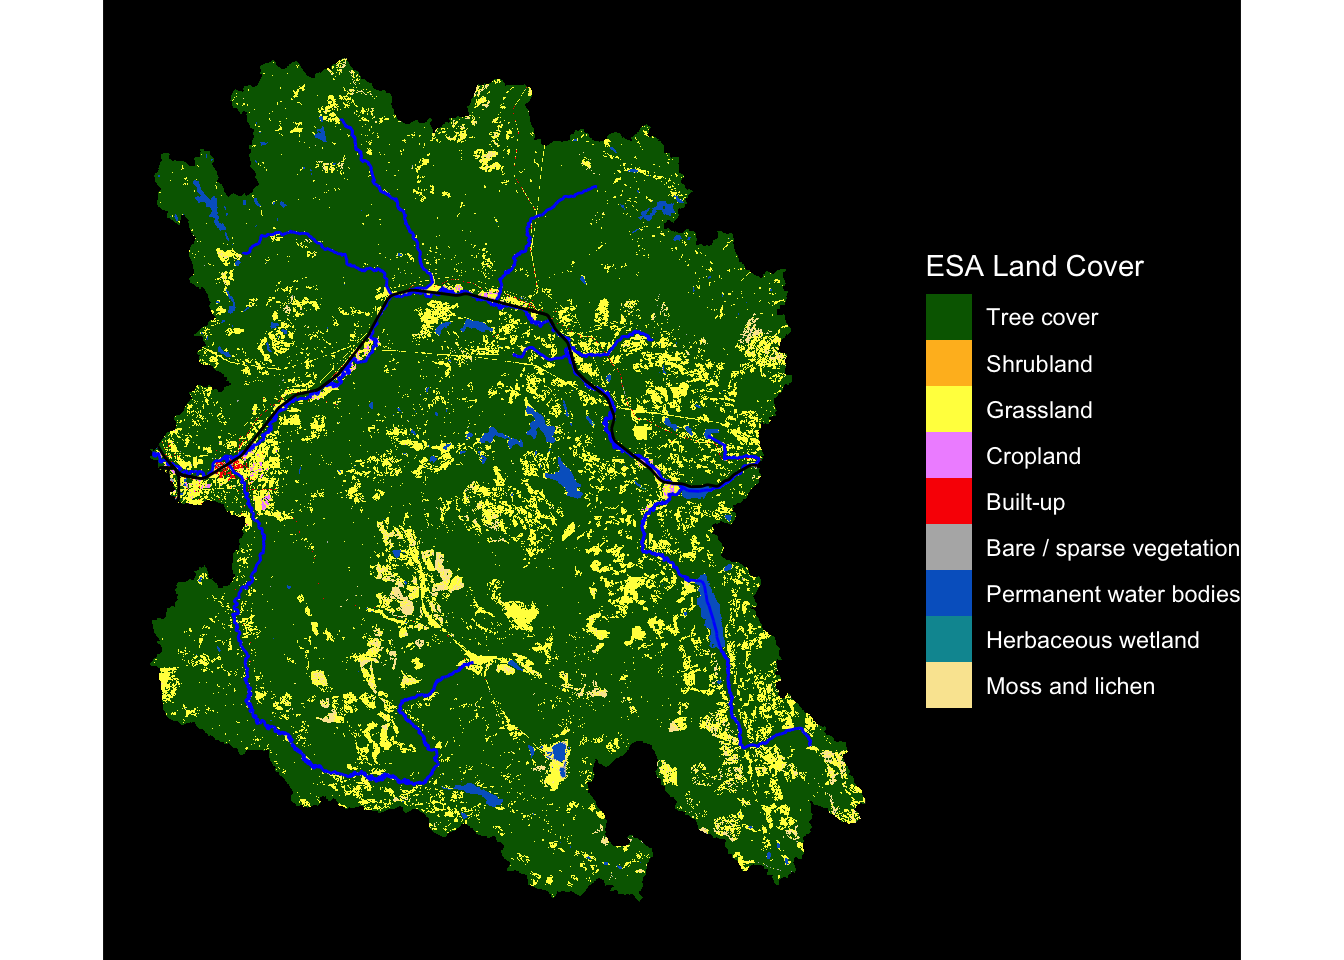 ESA Land Cover
Tree cover
Shrubland
Grassland
Cropland
Built-up
Bare / sparse vegetation
Permanent water bodies
Herbaceous wetland
Moss and lichen